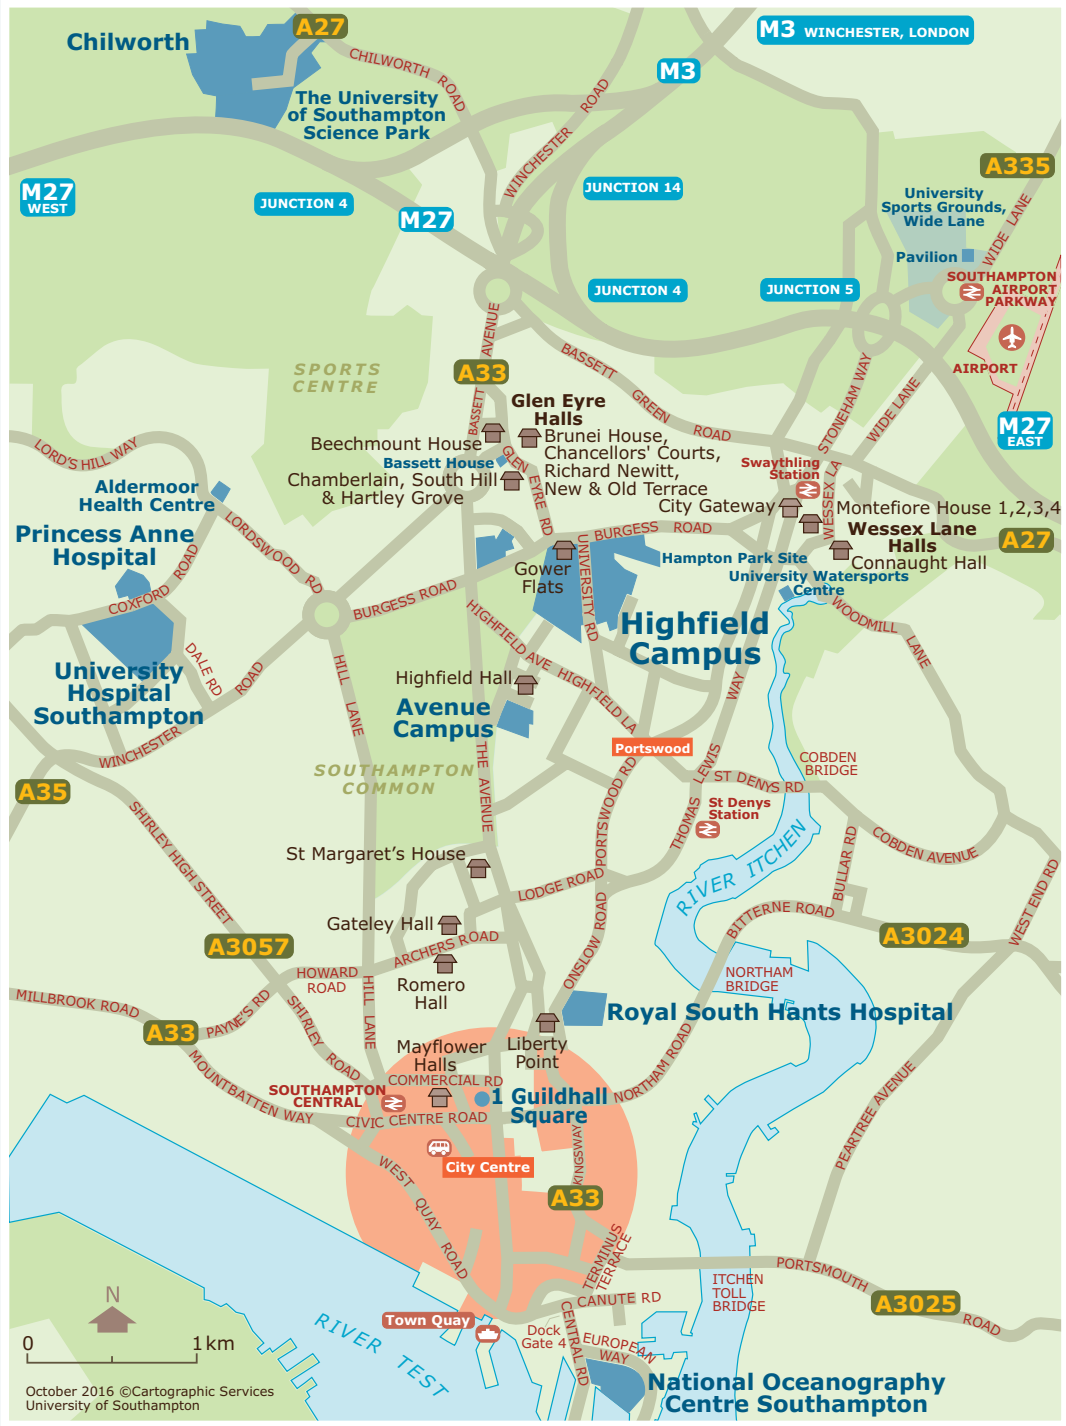 Chilworth
A27
M3 WINCHESTER, LONDON
CHILWORTH ROAD
M3
The University
of Southampton
Science Park
WINCHESTER ROAD
A335
M27
WEST
JUNCTION 4
M27
JUNCTION 14
University
Sports Grounds,
Wide Lane
WIDE LANE
Pavilion
SOUTHAMPTON
AIRPORT
PARKWAY
JUNCTION 4
JUNCTION 5
AIRPORT
BASSETT AVENUE
A33
SPORTS
CENTRE
BASSETT GREEN ROAD
STONEHAM WAY
WIDE LANE
M27
EAST
Glen Eyre
Halls
Beechmount House
Brunei House,
Chancellors' Courts,
Richard Newitt,
New & Old Terrace
Bassett House
GLEN EYRE RD
Chamberlain, South Hill
& Hartley Grove
LORD'S HILL WAY
Swaythling
Station
WESSEX LA
City Gateway
Montefiore House 1,2,3,4
Wessex Lane
Halls
Connaught Hall
A27
Aldermoor
Health Centre
Princess Anne
Hospital
LORDSWOOD RD
COXFORD ROAD
BURGESS ROAD
BURGESS ROAD
Gower
Flats
UNIVERSITY RD
Hampton Park Site
University Watersports
Centre
WOODMILL LANE
Highfield
Campus
HIGHFIELD AVE
HIGHFIELD LA
DALE RD
University
Hospital
Southampton
WINCHESTER ROAD
HILL LANE
Highfield Hall
Avenue
Campus
WAY
Portswood
A35
SOUTHAMPTON
COMMON
THE AVENUE
THOMAS LEWIS
ST DENYS RD
COBDEN
BRIDGE
St Denys
Station
PORTSWOOD RD
SHIRLEY HIGH STREET
St Margaret's House
LODGE ROAD
RIVER ITCHEN
BULLAR RD
COBDEN AVENUE
WEST END RD
Gateley Hall
ARCHERS ROAD
ONSLOW ROAD
BITTERNE ROAD
A3024
A3057
HOWARD
ROAD
HILL LANE
Romero
Hall
NORTHAM
BRIDGE
MILLBROOK ROAD
PAYNE'S RD
A33
SHIRLEY ROAD
Royal South Hants Hospital
Liberty
Point
Mayflower
Halls
NORTHAM ROAD
MOUNTBATTEN WAY
SOUTHAMPTON
CENTRAL
COMMERCIAL RD
1 Guildhall
Square
CIVIC CENTRE ROAD
KINGSWAY
PEARTREE AVENUE
City Centre
WEST QUAY ROAD
A33
TERMINUS
TERRACE
PORTSMOUTH ROAD
ITCHEN
TOLL
BRIDGE
A3025
N
0 1km
CANUTE RD
Town Quay
Dock
Gate 4
CENTRAL RD
EUROPEAN
WAY
RIVER TEST
National Oceanography
Centre Southampton
October 2016 ©Cartographic Services
University of Southampton